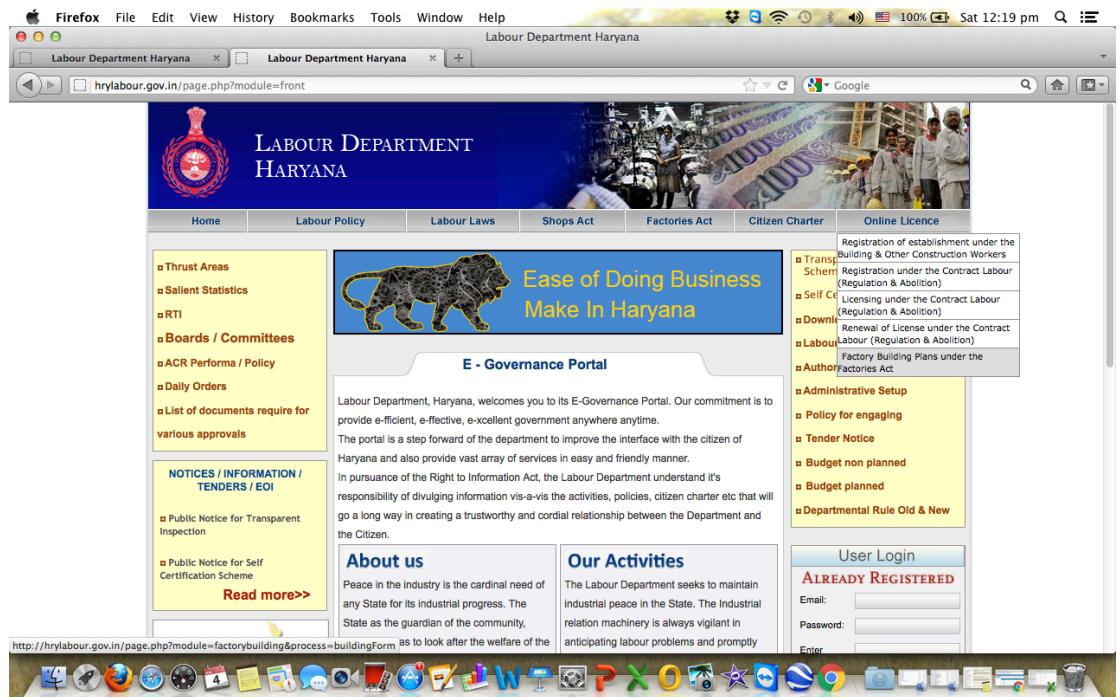 Firefox File Edit View History Bookmarks Tools Window Help
100% Sat 12:19 pm
Labour Department Haryana
Labour Department Haryana
Labour Department Haryana
hrylabour.gov.in/page.php?module=front
Google
LABOUR DEPARTMENT
HARYANA
Home Labour Policy Labour Laws Shops Act Factories Act Citizen Charter Online Licence
Registration of establishment under the
Building & Other Construction Workers
Registration under the Contract Labour
(Regulation & Abolition)
Licensing under the Contract Labour
(Regulation & Abolition)
Renewal of License under the Contract
Labour (Regulation & Abolition)
Factory Building Plans under the
Factories Act
Thrust Areas
Salient Statistics
RTI
Boards / Committees
ACR Performa / Policy
Daily Orders
List of documents require for
various approvals
NOTICES / INFORMATION /
TENDERS / EOI
Public Notice for Transparent
Inspection
Public Notice for Self
Certification Scheme
Read more>>
Ease of Doing Business
Make In Haryana
E - Governance Portal
Labour Department, Haryana, welcomes you to its E-Governance Portal. Our commitment is to
provide e-fficient, e-ffective, e-xcellent government anywhere anytime.
The portal is a step forward of the department to improve the interface with the citizen of
Haryana and also provide vast array of services in easy and friendly manner.
In pursuance of the Right to Information Act, the Labour Department understand it's
responsibility of divulging information vis-a-vis the activities, policies, citizen charter etc that will
go a long way in creating a trustworthy and cordial relationship between the Department and
the Citizen.
About us
Peace in the industry is the cardinal need of
any State for its industrial progress. The
State as the guardian of the community,
as to look after the welfare of the
Our Activities
The Labour Department seeks to maintain
industrial peace in the State. The Industrial
relation machinery is always vigilant in
anticipating labour problems and promptly
Schem
Self Ce
Labour
Administrative Setup
Policy for engaging
Tender Notice
Budget non planned
Budget planned
Departmental Rule Old & New
User Login
ALREADY REGISTERED
Email:
Password:
Enter
http://hrylabour.gov.in/page.php?module=factorybuilding&process=buildingForm